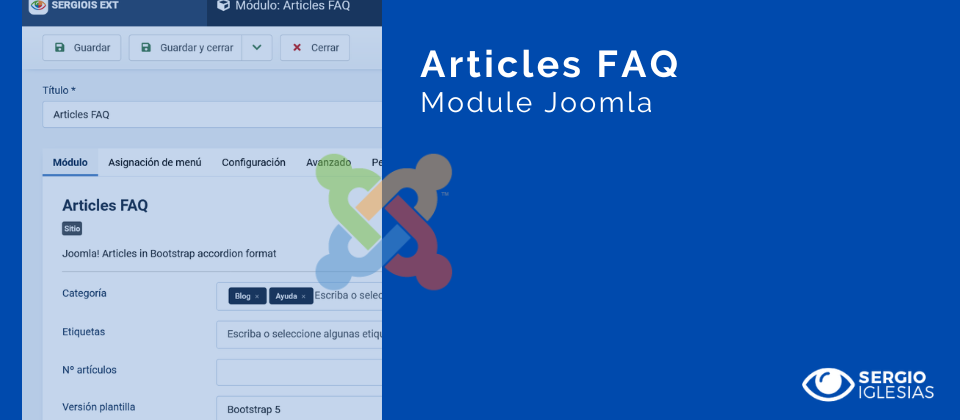 SERGIOIS EXT
Módulo: Articles FAQ
Guardar
Guardar y cerrar
Cerrar
Título *
Articles FAQ
Módulo
Asignación de menú
Configuración
Avanzado
Pe
Articles FAQ
Sitio
Joomla! Articles in Bootstrap accordion format
Categoría
Blog ×
Ayuda ×
Escriba o selec
Etiquetas
Escriba o seleccione algunas etiqu
Nº artículos
Versión plantilla
Bootstrap 5
Articles FAQ
Module Joomla
TM
SERGIO
IGLESIAS